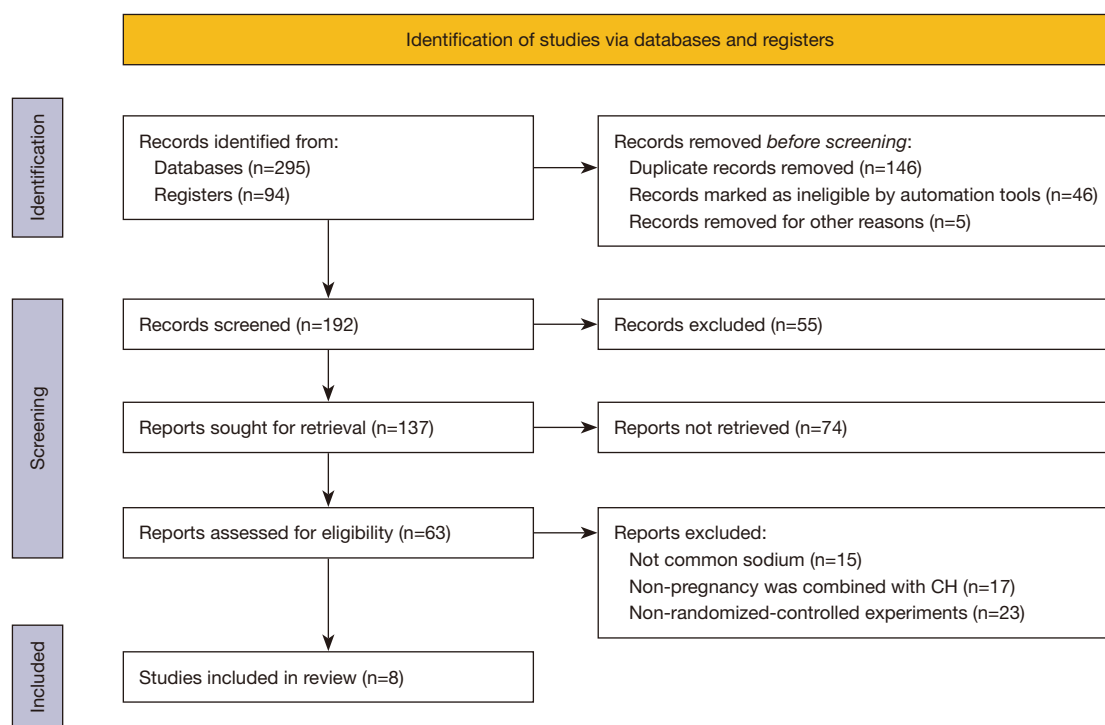 Identification of studies via databases and registers
Identification
Records identified from:
Databases (n=295)
Registers (n=94)
Records removed before screening:
Duplicate records removed (n=146)
Records marked as ineligible by automation tools (n=46)
Records removed for other reasons (n=5)
Screening
Records screened (n=192)
Records excluded (n=55)
Reports sought for retrieval (n=137)
Reports not retrieved (n=74)
Reports assessed for eligibility (n=63)
Reports excluded:
Not common sodium (n=15)
Non-pregnancy was combined with CH (n=17)
Non-randomized-controlled experiments (n=23)
Included
Studies included in review (n=8)